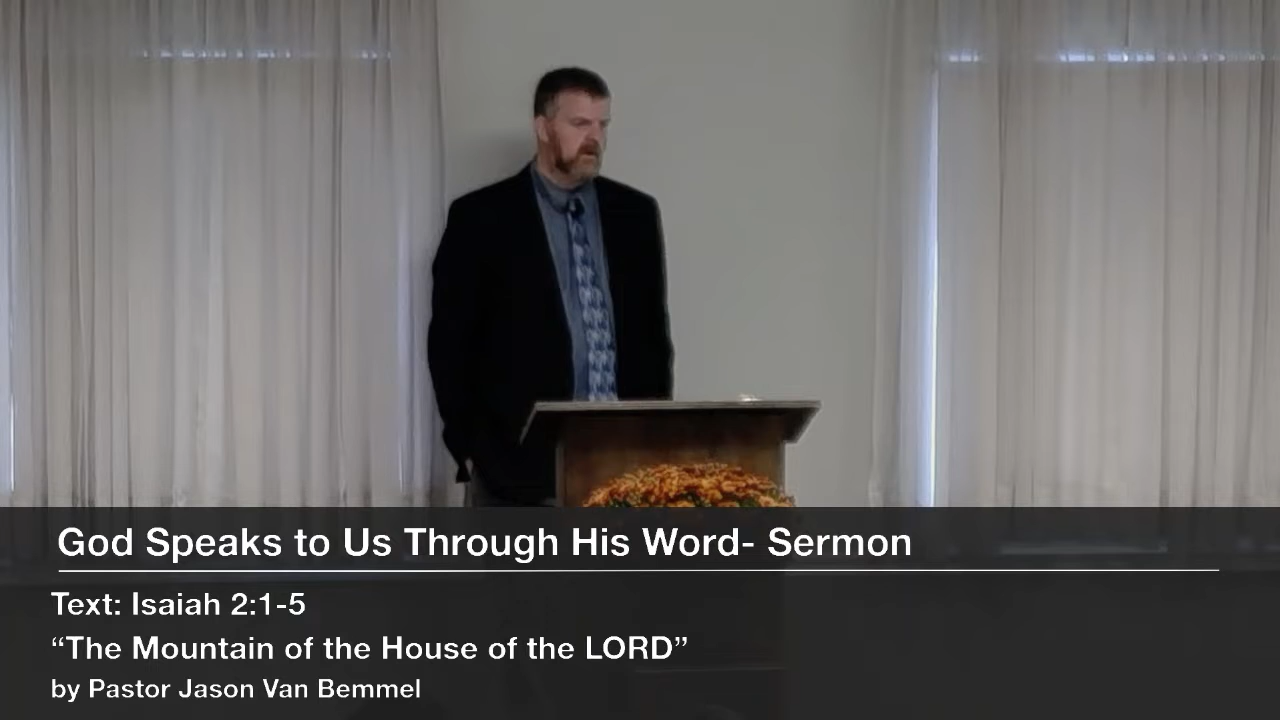 God Speaks to Us Through His Word- Sermon
Text: Isaiah 2:1-5
“The Mountain of the House of the LORD”
by Pastor Jason Van Bemmel